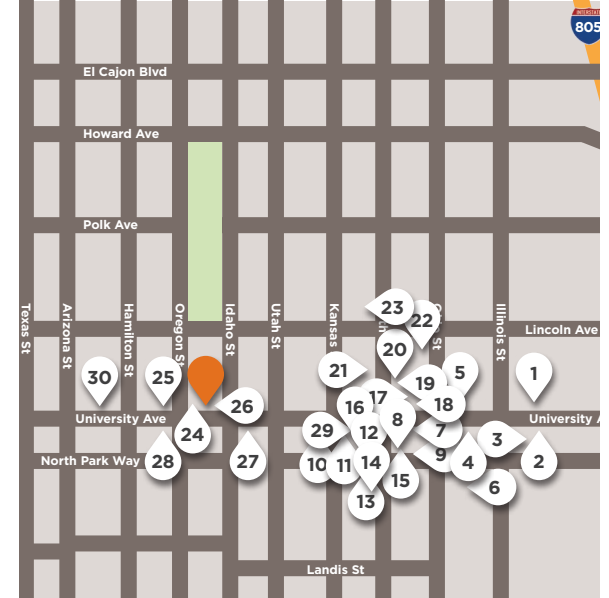 INTERSTATE
805
El Cajon Blvd
Howard Ave
Polk Ave
Texas St
Arizona St
Hamilton St
Oregon St
Idaho St
Utah St
Kansas
St
Illinois St
Lincoln Ave
23
22
20
21
19
5
1
30
25
26
16
17
18
8
University Ave
University A
24
29
12
7
3
North Park Way
28
27
10
11
14
9
4
2
15
6
13
Landis St